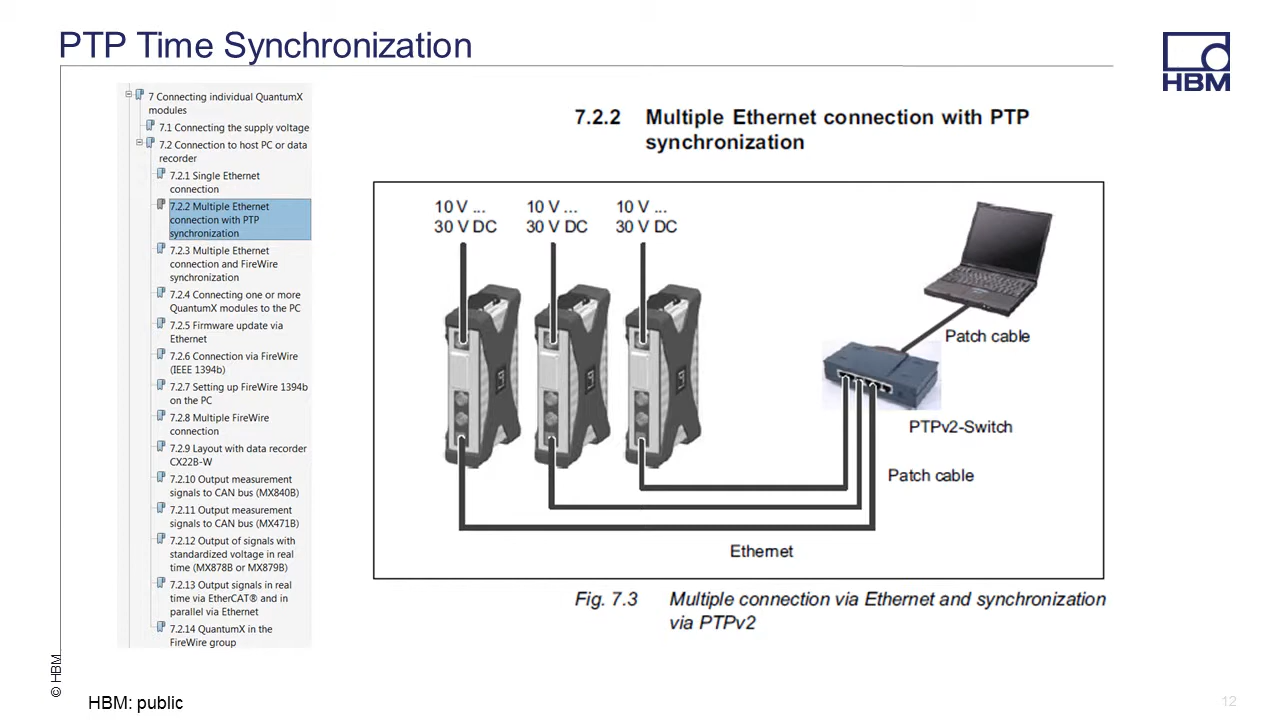 PTP Time Synchronization
HBM
7 Connecting individual QuantumX
modules
7.1 Connecting the supply voltage
7.2 Connection to host PC or data
recorder
7.2.1 Single Ethernet
connection
7.2.2 Multiple Ethernet
connection with PTP
synchronization
7.2.3 Multiple Ethernet
connection and FireWire
synchronization
7.2.4 Connecting one or more
QuantumX modules to the PC
7.2.5 Firmware update via
Ethernet
7.2.6 Connection via FireWire
(IEEE 1394b)
7.2.7 Setting up FireWire 1394b
on the PC
7.2.8 Multiple FireWire
connection
7.2.9 Layout with data recorder
CX22B-W
7.2.10 Output measurement
signals to CAN bus (MX840B)
7.2.11 Output measurement
signals to CAN bus (MX471B)
7.2.12 Output of signals with
standardized voltage in real
time (MX878B or MX879B)
7.2.13 Output signals in real
time via EtherCAT® and in
parallel via Ethernet
7.2.14 QuantumX in the
FireWire group
7.2.2 Multiple Ethernet connection with PTP
synchronization
10 V ... 10 V ... 10 V ...
30 V DC 30 V DC 30 V DC
Patch cable
PTPv2-Switch
Patch cable
Ethernet
Fig. 7.3 Multiple connection via Ethernet and synchronization
via PTPv2
© HBM
HBM: public
12